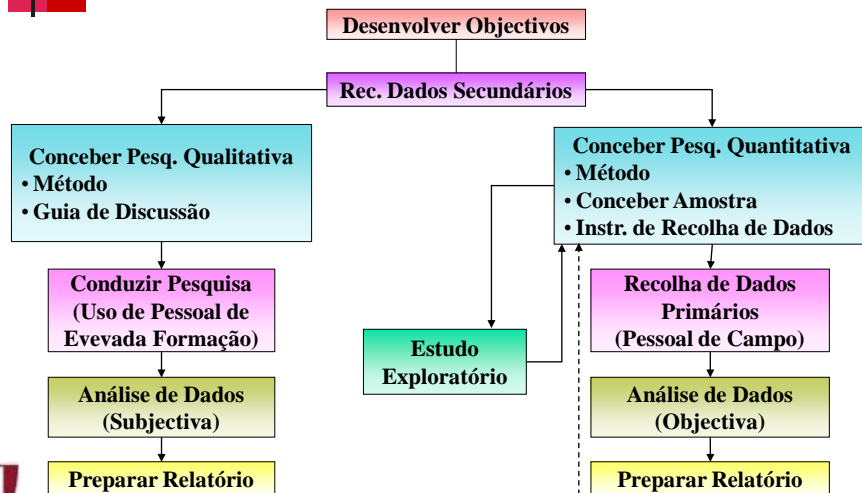 Desenvolver Objectivos
Rec. Dados Secundários
Conceber Pesq. Qualitativa
• Método
• Guia de Discussão
Conduzir Pesquisa
(Uso de Pessoal de
Evevada Formação)
Análise de Dados
(Subjectiva)
Preparar Relatório
Estudo
Exploratório
Conceber Pesq. Quantitativa
• Método
• Conceber Amostra
• Instr. de Recolha de Dados
Recolha de Dados
Primários
(Pessoal de Campo)
Análise de Dados
(Objectiva)
Preparar Relatório